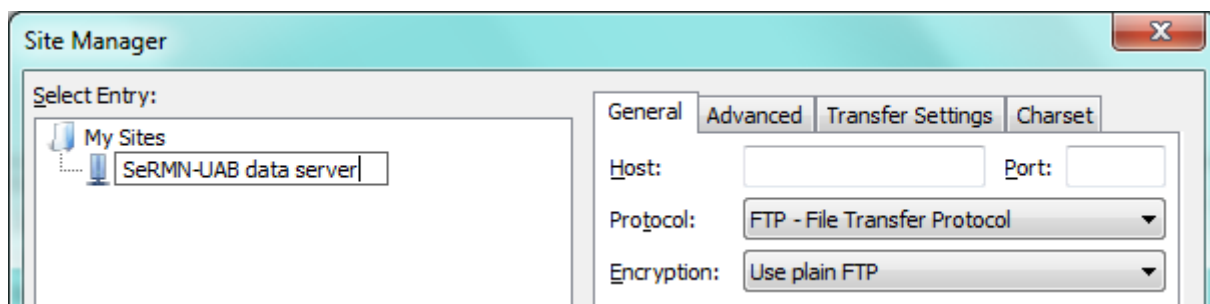 Site Manager
Select Entry:
My Sites
SeRMN-UAB data server
General Advanced Transfer Settings Charset
Host: Port:
Protocol: FTP - File Transfer Protocol
Encryption: Use plain FTP